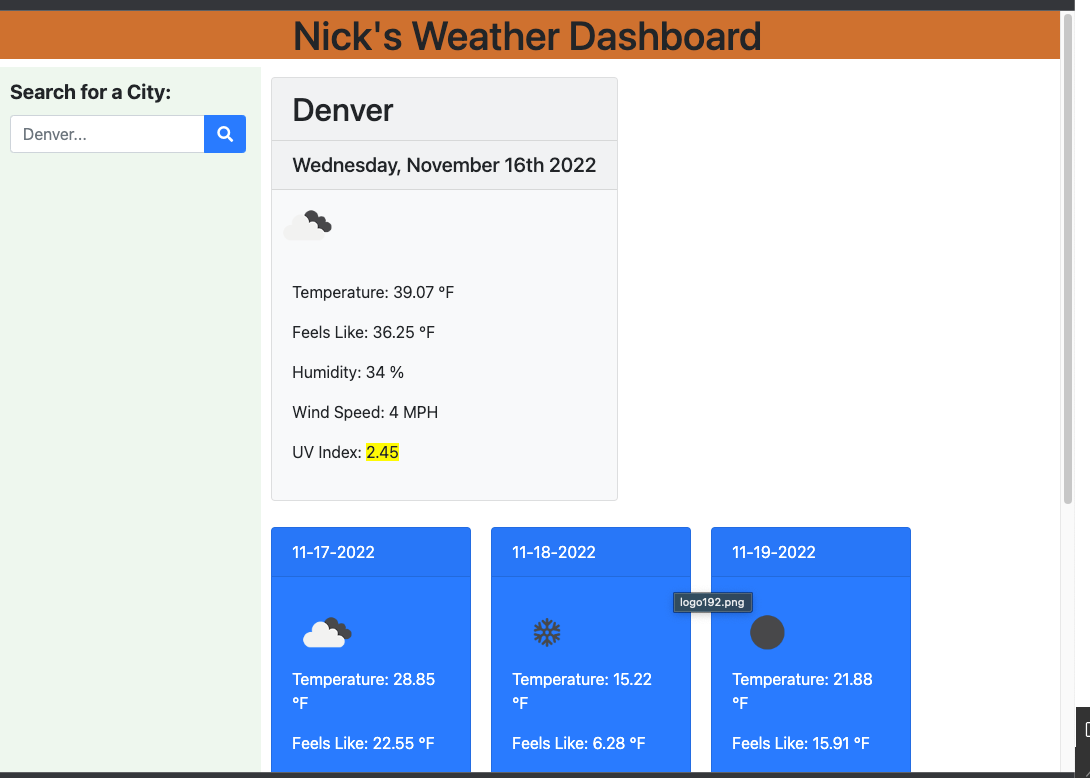 Nick's Weather Dashboard
Search for a City:
Denver...
Denver
Wednesday, November 16th 2022
Temperature: 39.07 °F
Feels Like: 36.25 °F
Humidity: 34 %
Wind Speed: 4 MPH
UV Index: 2.45
11-17-2022
Temperature: 28.85
°F
Feels Like: 22.55 °F
11-18-2022
Temperature: 15.22
°F
Feels Like: 6.28 °F
logo192.png
11-19-2022
Temperature: 21.88
°F
Feels Like: 15.91 °F